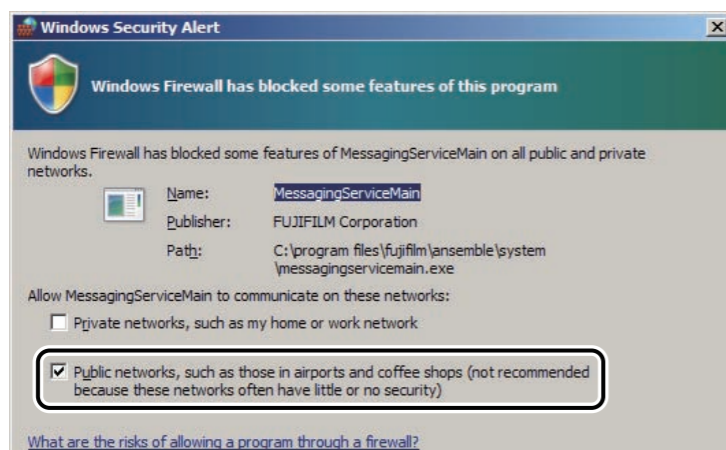 Windows Security Alert
Windows Firewall has blocked some features of this program
Windows Firewall has blocked some features of MessagingServiceMain on all public and private
networks.
Name: MessagingServiceMain
Publisher: FUJIFILM Corporation
Path: C:\program files\fujifilm\ansemble\system
\messagingservicemain.exe
Allow MessagingServiceMain to communicate on these networks:
Private networks, such as my home or work network
Public networks, such as those in airports and coffee shops (not recommended
because these networks often have little or no security)
What are the risks of allowing a program through a firewall?